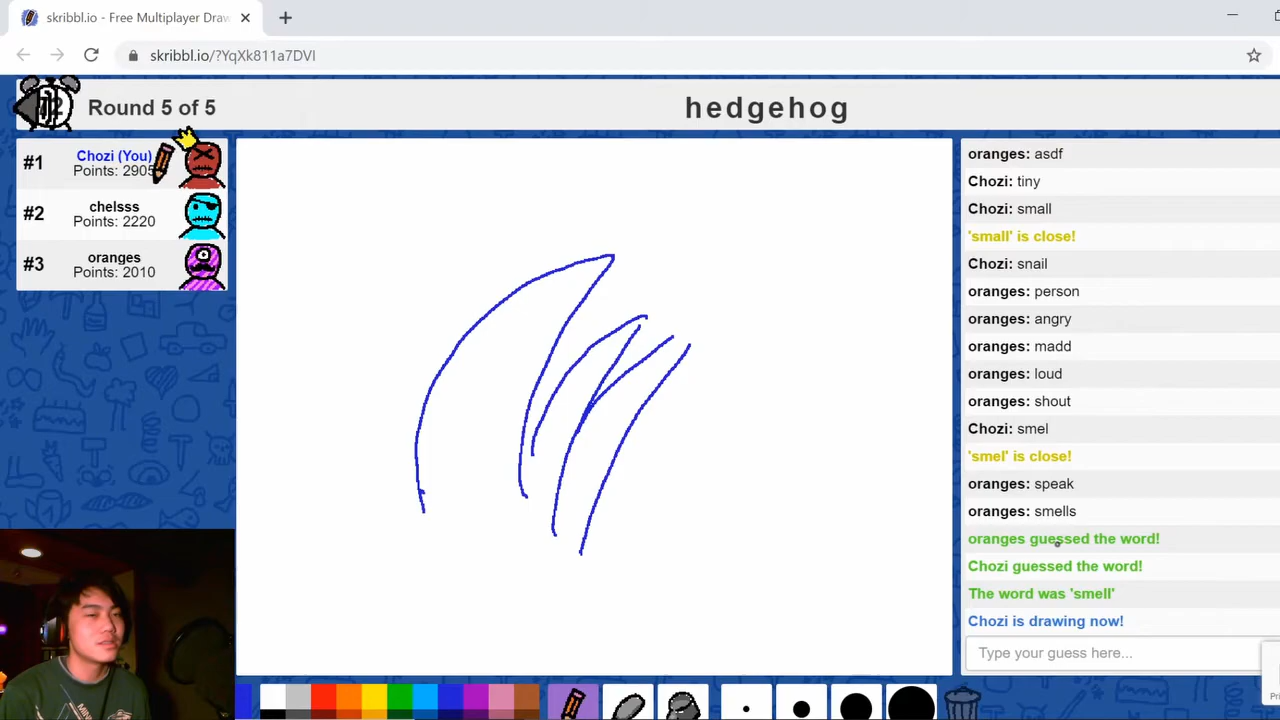 skribbl.io - Free Multiplayer Draw
skribbl.io/?YqXk811a7DVI
Round 5 of 5
hedgehog
#1
Chozi (You)
Points: 2905
#2
chelsss
Points: 2220
#3
oranges
Points: 2010
oranges: asdf
Chozi: tiny
Chozi: small
'small' is close!
Chozi: snail
oranges: person
oranges: angry
oranges: madd
oranges: loud
oranges: shout
Chozi: smel
'smel' is close!
oranges: speak
oranges: smells
oranges guessed the word!
Chozi guessed the word!
The word was 'smell'
Chozi is drawing now!
Type your guess here...